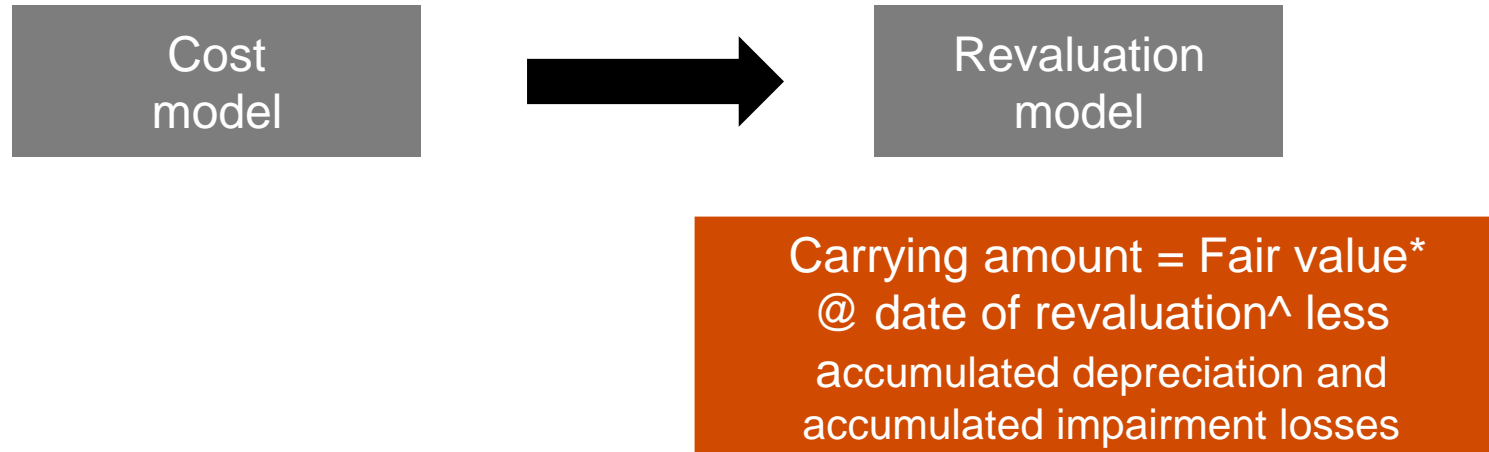 Cost
model
Revaluation
model
Carrying amount = Fair value*
@ date of revaluation^ less
accumulated depreciation and
accumulated impairment losses